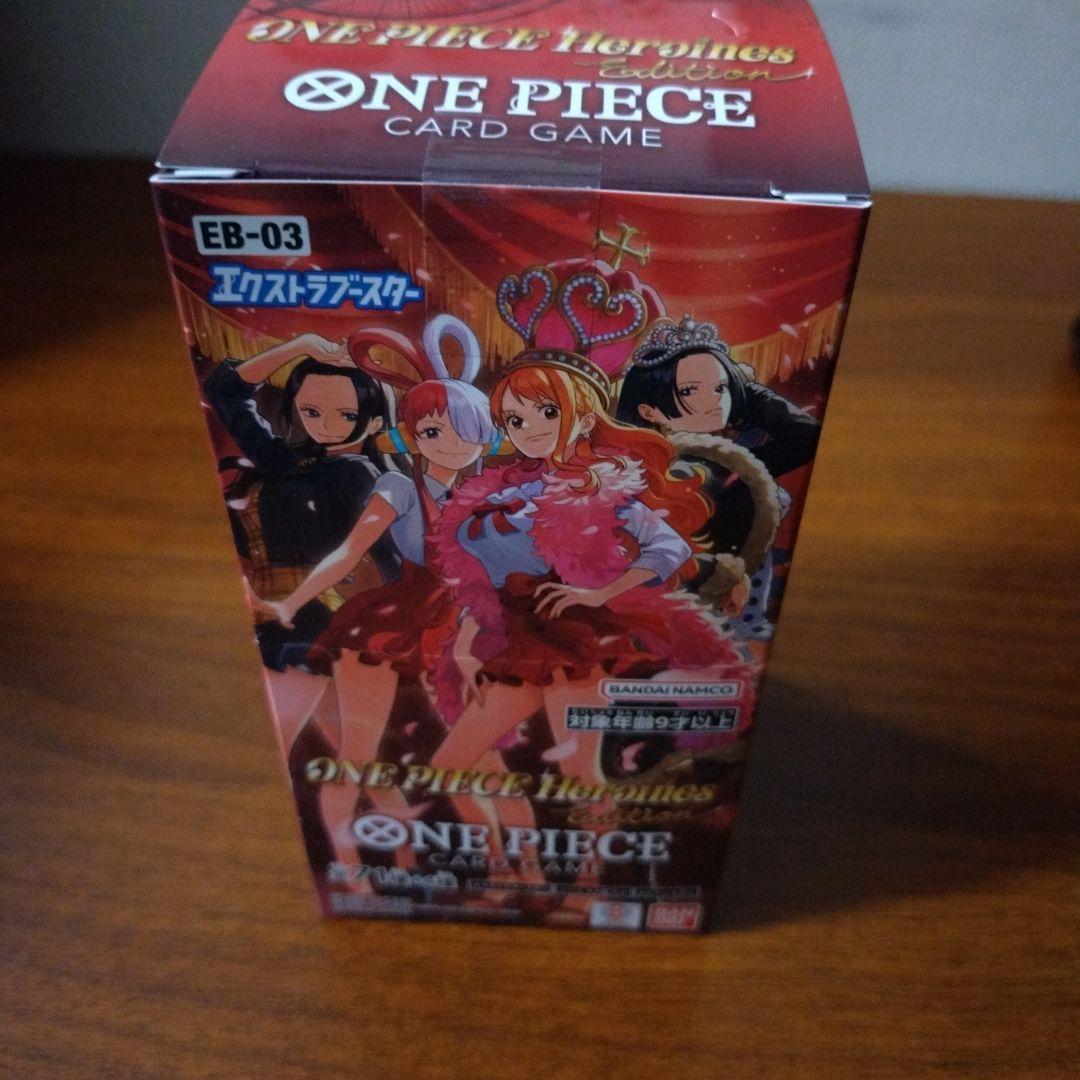 ONE PIECE Heroines
Edition
ONE PIECE
CARD GAME
EB-03
エクストラブースター
BANDAI NAMCO
対象年齢9才以上
ONE PIECE Heroines
Edition
ONE PIECE
CARD GAME